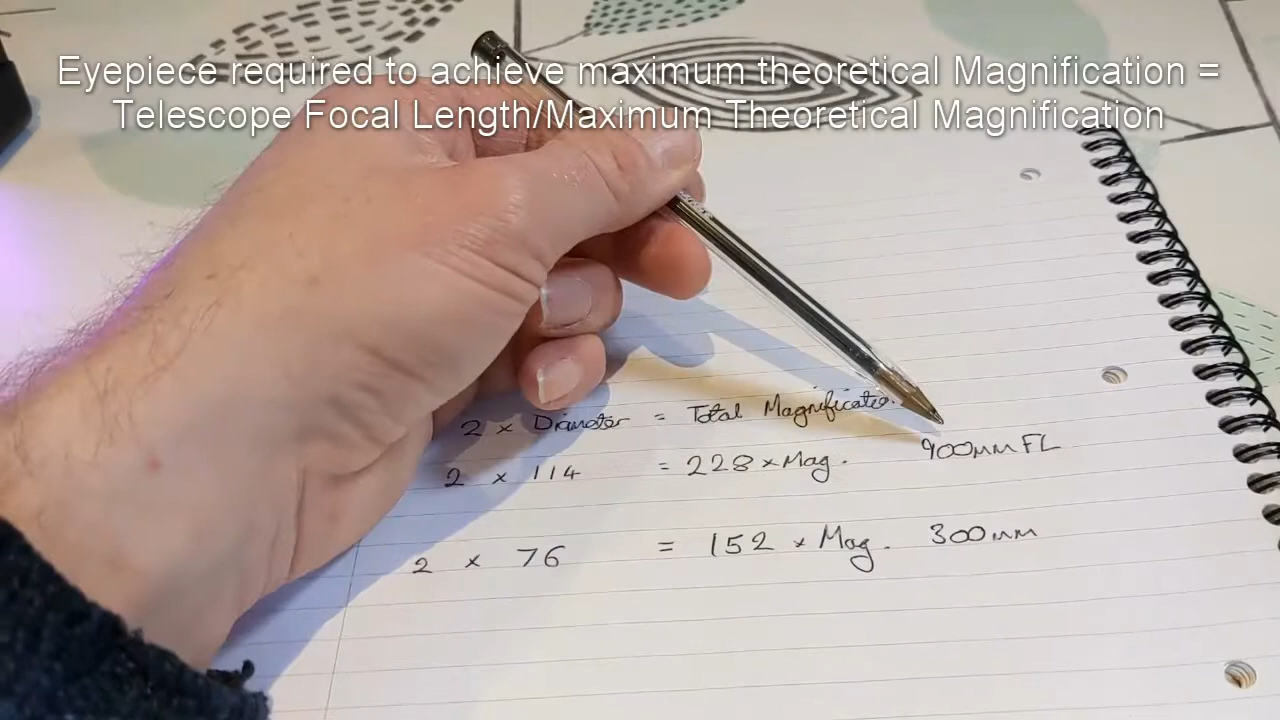 Eyepiece required to achieve maximum theoretical Magnification =
Telescope Focal Length/Maximum Theoretical Magnification
2 x Diameter = Total Magnification.
2 x 114 = 228 x Mag. 900mm FL
2 x 76 = 152 x Mag. 300mm